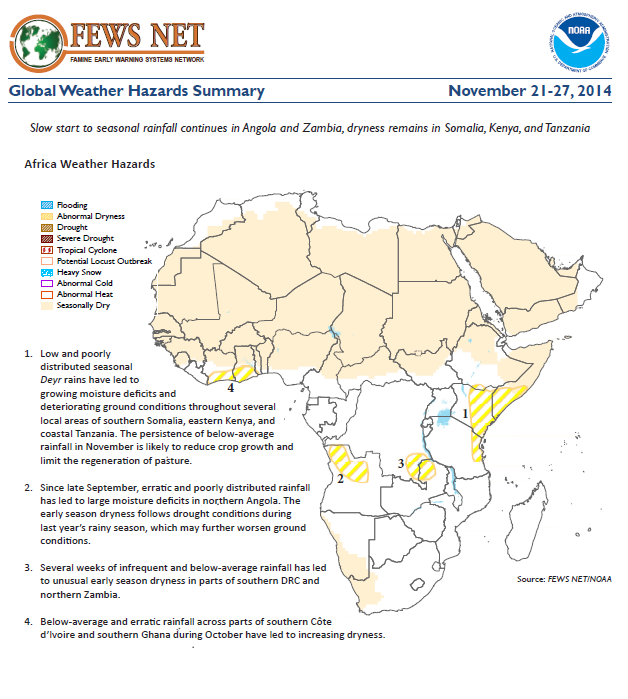 FEWS NET
FAMINE EARLY WARNING SYSTEMS NETWORK
NOAA
NATIONAL OCEANIC AND ATMOSPHERIC ADMINISTRATION
U.S. DEPARTMENT OF COMMERCE
Global Weather Hazards Summary
November 21-27, 2014
Slow start to seasonal rainfall continues in Angola and Zambia, dryness remains in Somalia, Kenya, and Tanzania
Africa Weather Hazards
Flooding
Abnormal Dryness
Drought
Severe Drought
Tropical Cyclone
Potential Locust Outbreak
Heavy Snow
Abnormal Cold
Abnormal Heat
Seasonally Dry
1. Low and poorly
distributed seasonal
Deyr rains have led to
growing moisture deficits and
deteriorating ground conditions throughout several
local areas of southern Somalia, eastern Kenya, and
coastal Tanzania. The persistence of below-average
rainfall in November is likely to reduce crop growth and
limit the regeneration of pasture.
2. Since late September, erratic and poorly distributed rainfall
has led to large moisture deficits in northern Angola. The
early season dryness follows drought conditions during
last year's rainy season, which may further worsen ground
conditions.
3. Several weeks of infrequent and below-average rainfall has led
to unusual early season dryness in parts of southern DRC and
northern Zambia.
4. Below-average and erratic rainfall across parts of southern Côte
d'Ivoire and southern Ghana during October have led to increasing dryness.
4
1
3
2
Source: FEWS NET/NOAA